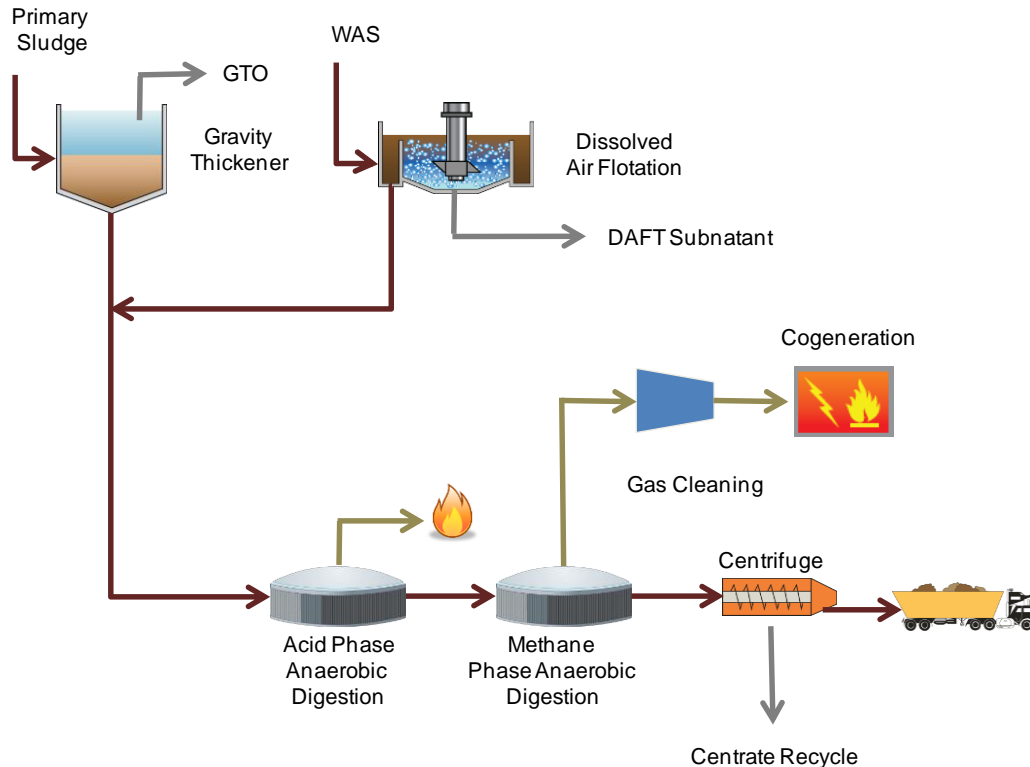 Primary
Sludge
WAS
GTO
Gravity
Thickener
Dissolved
Air Flotation
DAFT Subnatant
Cogeneration
Gas Cleaning
Centrifuge
Acid Phase
Anaerobic
Digestion
Methane
Phase Anaerobic
Digestion
Centrate Recycle